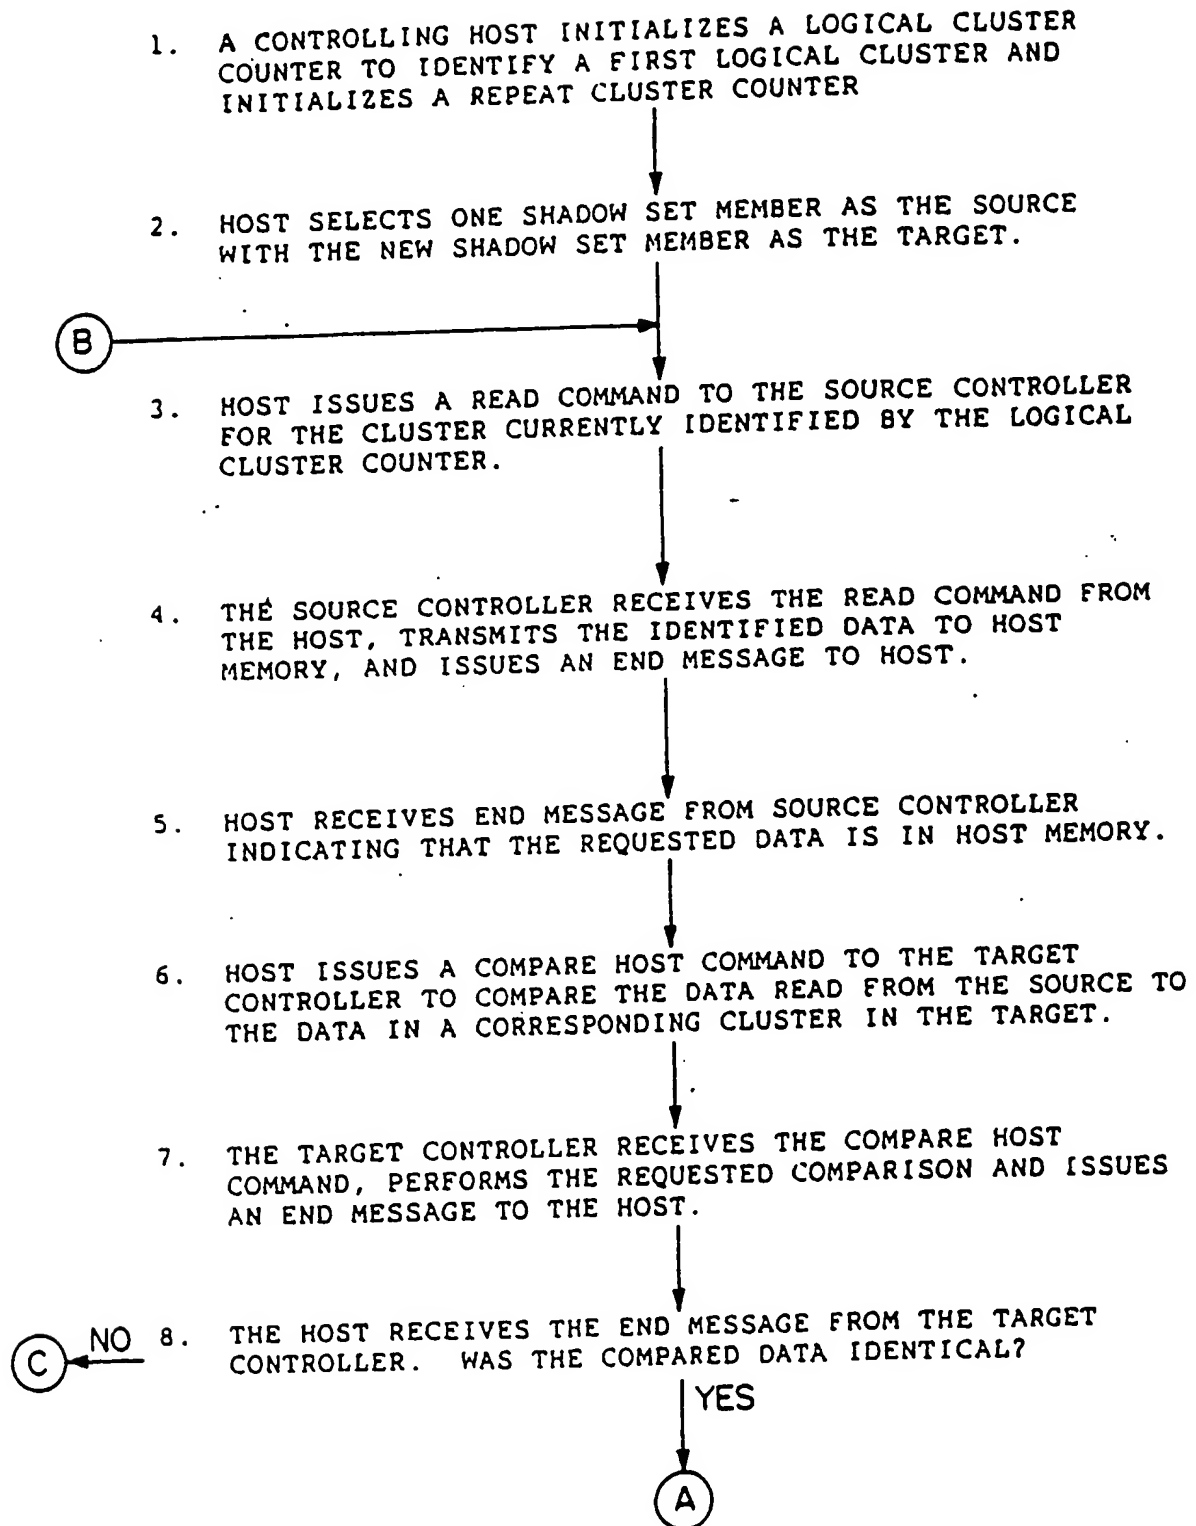 1. A CONTROLLING HOST INITIALIZES A LOGICAL CLUSTER
COUNTER TO IDENTIFY A FIRST LOGICAL CLUSTER AND
INITIALIZES A REPEAT CLUSTER COUNTER
2. HOST SELECTS ONE SHADOW SET MEMBER AS THE SOURCE
WITH THE NEW SHADOW SET MEMBER AS THE TARGET.
B
3. HOST ISSUES A READ COMMAND TO THE SOURCE CONTROLLER
FOR THE CLUSTER CURRENTLY IDENTIFIED BY THE LOGICAL
CLUSTER COUNTER.
4. THE SOURCE CONTROLLER RECEIVES THE READ COMMAND FROM
THE HOST, TRANSMITS THE IDENTIFIED DATA TO HOST
MEMORY, AND ISSUES AN END MESSAGE TO HOST.
5. HOST RECEIVES END MESSAGE FROM SOURCE CONTROLLER
INDICATING THAT THE REQUESTED DATA IS IN HOST MEMORY.
6. HOST ISSUES A COMPARE HOST COMMAND TO THE TARGET
CONTROLLER TO COMPARE THE DATA READ FROM THE SOURCE TO
THE DATA IN A CORRESPONDING CLUSTER IN THE TARGET.
7. THE TARGET CONTROLLER RECEIVES THE COMPARE HOST
COMMAND, PERFORMS THE REQUESTED COMPARISON AND ISSUES
AN END MESSAGE TO THE HOST.
C NO 8. THE HOST RECEIVES THE END MESSAGE FROM THE TARGET
CONTROLLER. WAS THE COMPARED DATA IDENTICAL?
YES
A